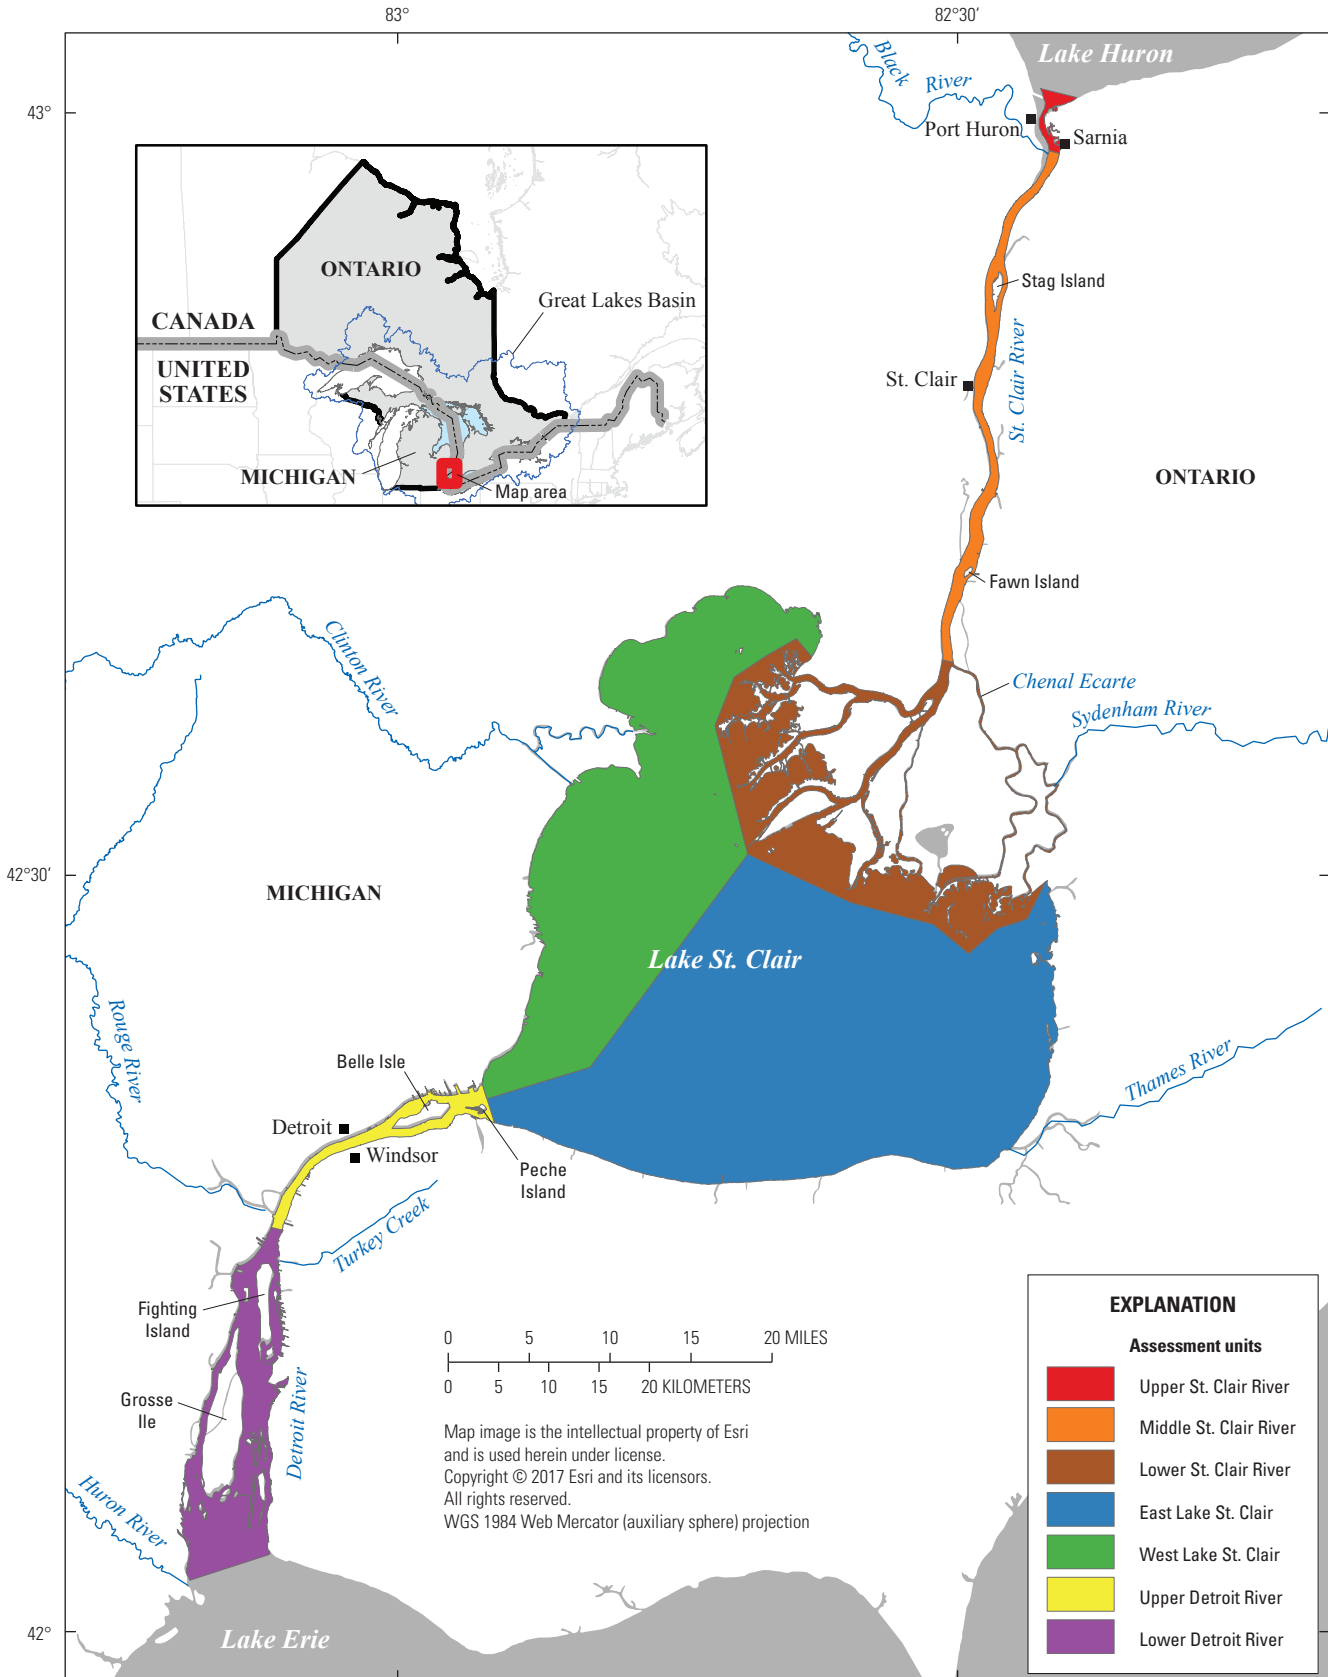 83°
82°30′
Lake Huron
Black
River
43°
Port Huron
Sarnia
ONTARIO
Great Lakes Basin
CANADA
UNITED
STATES
MICHIGAN
Map area
Stag Island
St. Clair River
St. Clair
ONTARIO
Fawn Island
Clinton River
Chenal Ecarte
Sydenham River
42°30′
MICHIGAN
Lake St. Clair
Rouge River
Belle Isle
Thames River
Detroit
Windsor
Peche
Island
Turkey Creek
Fighting
Island
Grosse
Ile
Detroit River
Huron River
0 5 10 15 20 MILES
0 5 10 15 20 KILOMETERS
Map image is the intellectual property of Esri
and is used herein under license.
Copyright © 2017 Esri and its licensors.
All rights reserved.
WGS 1984 Web Mercator (auxiliary sphere) projection
EXPLANATION
Assessment units
Upper St. Clair River
Middle St. Clair River
Lower St. Clair River
East Lake St. Clair
West Lake St. Clair
Upper Detroit River
Lower Detroit River
42°
Lake Erie